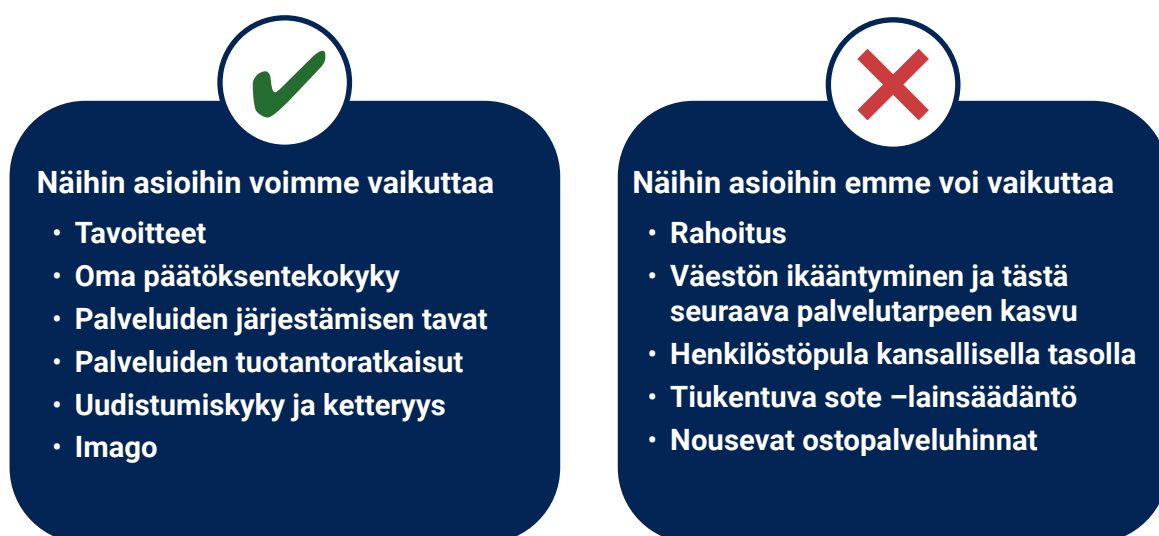 Näihin asioihin voimme vaikuttaa
• Tavoitteet
• Oma päätöksentekokyky
• Palveluiden järjestämisen tavat
• Palveluiden tuotantoratkaisut
• Uudistumiskyky ja ketteryys
• Imago
Näihin asioihin emme voi vaikuttaa
• Rahoitus
• Väestön ikääntyminen ja tästä
seuraava palvelutarpeen kasvu
• Henkilöstöpula kansallisella tasolla
• Tiukentuva sote –lainsäädäntö
• Nousevat ostopalveluhinnat